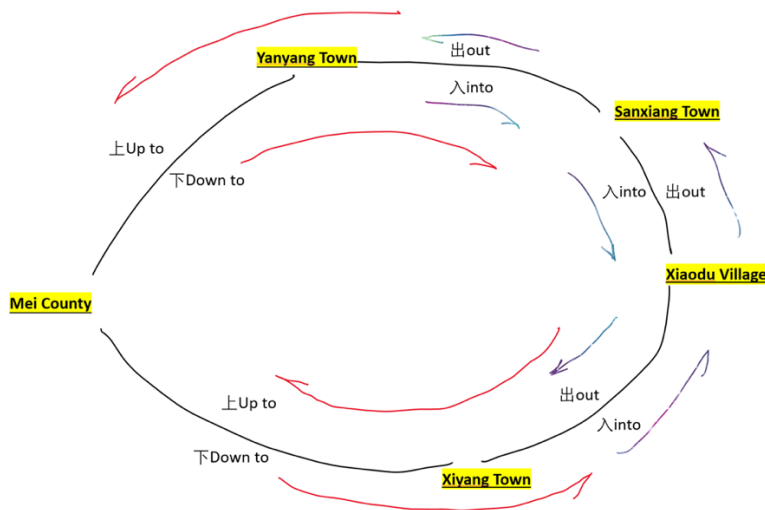 Yanyang Town
出out
入into
Sanxiang Town
上Up to
下Down to
入into
出out
Xiaodu Village
Mei County
上Up to
出out
入into
下Down to
Xiyang Town